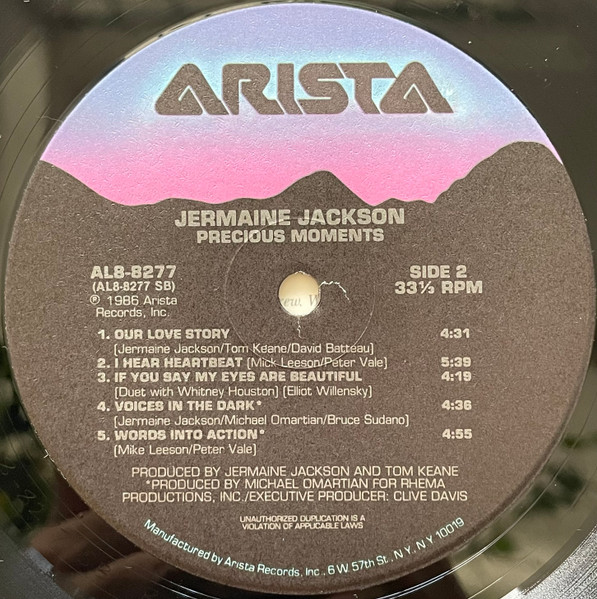 ARISTA
JERMAINE JACKSON
PRECIOUS MOMENTS
AL8-8277
(AL8-8277 SB)
℗ 1986 Arista
Records, Inc.
SIDE 2
33⅓ RPM
1. OUR LOVE STORY 4:31
(Jermaine Jackson/Tom Keane/David Batteau)
2. I HEAR HEARTBEAT (Mick Leeson/Peter Vale) 5:39
3. IF YOU SAY MY EYES ARE BEAUTIFUL 4:19
(Duet with Whitney Houston) (Elliot Willensky)
4. VOICES IN THE DARK* 4:36
(Jermaine Jackson/Michael Omartian/Bruce Sudano)
5. WORDS INTO ACTION* 4:55
(Mike Leeson/Peter Vale)
PRODUCED BY JERMAINE JACKSON AND TOM KEANE
*PRODUCED BY MICHAEL OMARTIAN FOR RHEMA
PRODUCTIONS, INC./EXECUTIVE PRODUCER: CLIVE DAVIS
UNAUTHORIZED DUPLICATION IS A
VIOLATION OF APPLICABLE LAWS
Manufactured by Arista Records, Inc., 6 W. 57th St., N.Y., N.Y. 10019